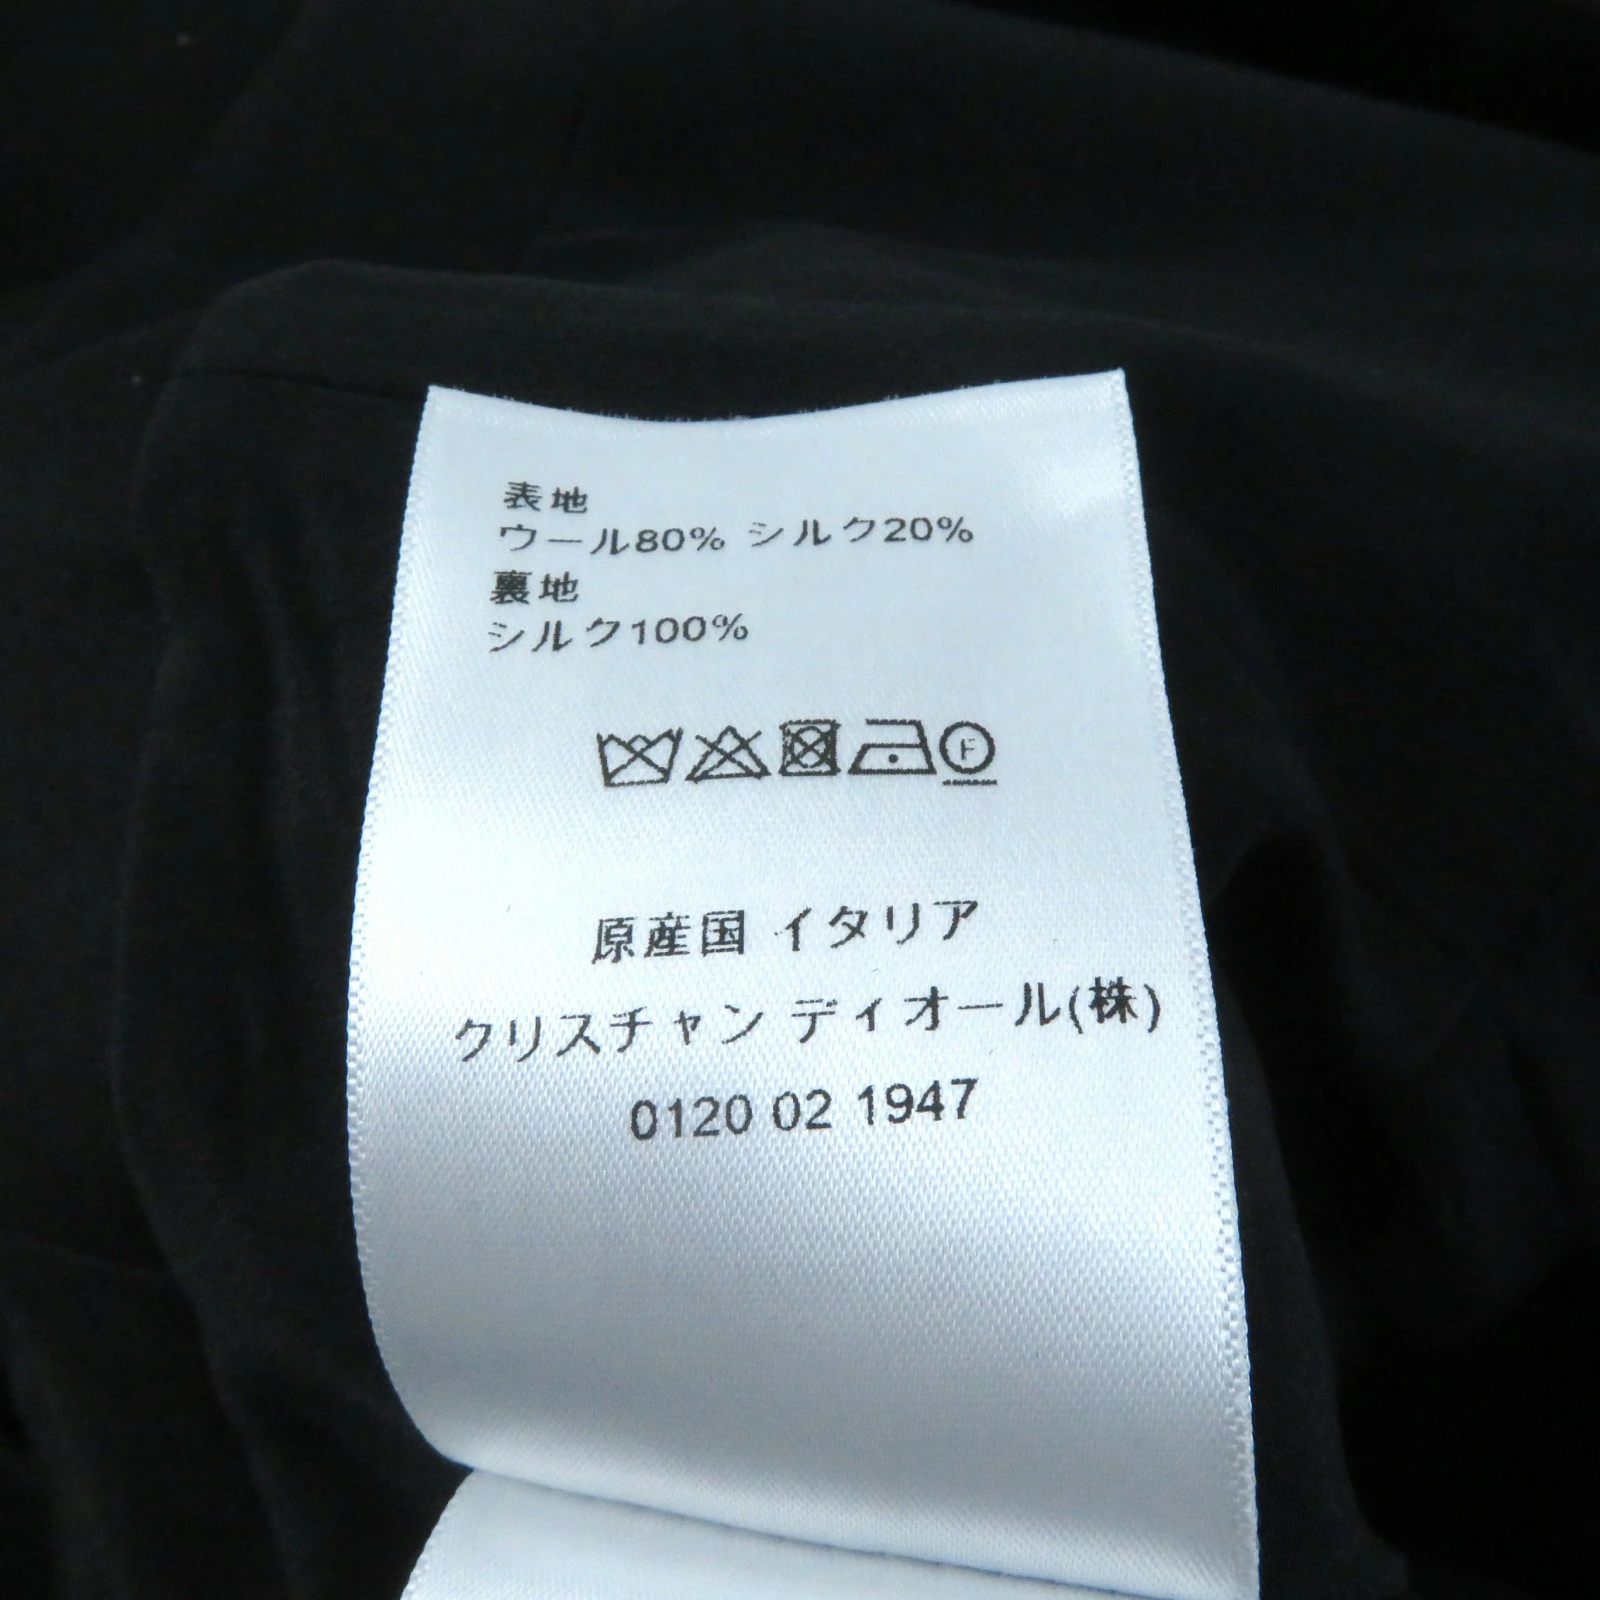 表地
ウール80% シルク20%
裏地
シルク100%
F
原産国 イタリア
クリスチャン ディオール(株)
0120 02 1947